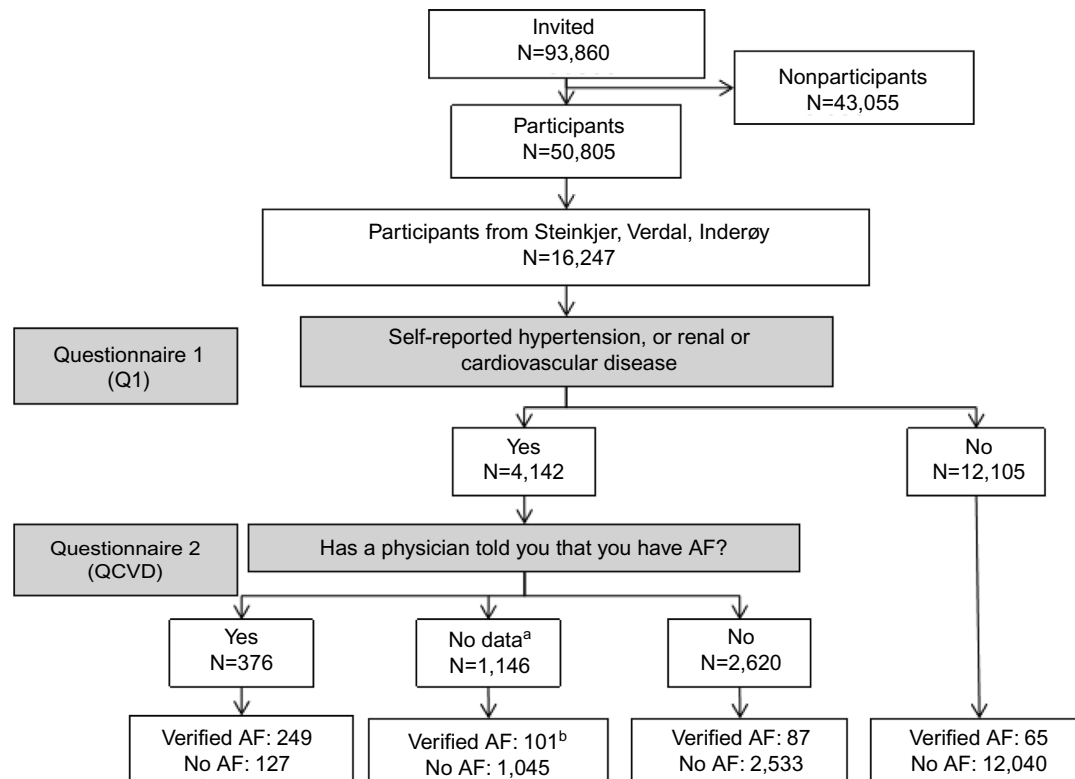 Invited
N=93,860
Nonparticipants
N=43,055
Participants
N=50,805
Participants from Steinkjer, Verdal, Inderøy
N=16,247
Questionnaire 1
(Q1)
Self-reported hypertension, or renal or
cardiovascular disease
Yes
N=4,142
No
N=12,105
Questionnaire 2
(QCVD)
Has a physician told you that you have AF?
Yes
N=376
No dataᵃ
N=1,146
No
N=2,620
Verified AF: 249
No AF: 127
Verified AF: 101ᵇ
No AF: 1,045
Verified AF: 87
No AF: 2,533
Verified AF: 65
No AF: 12,040